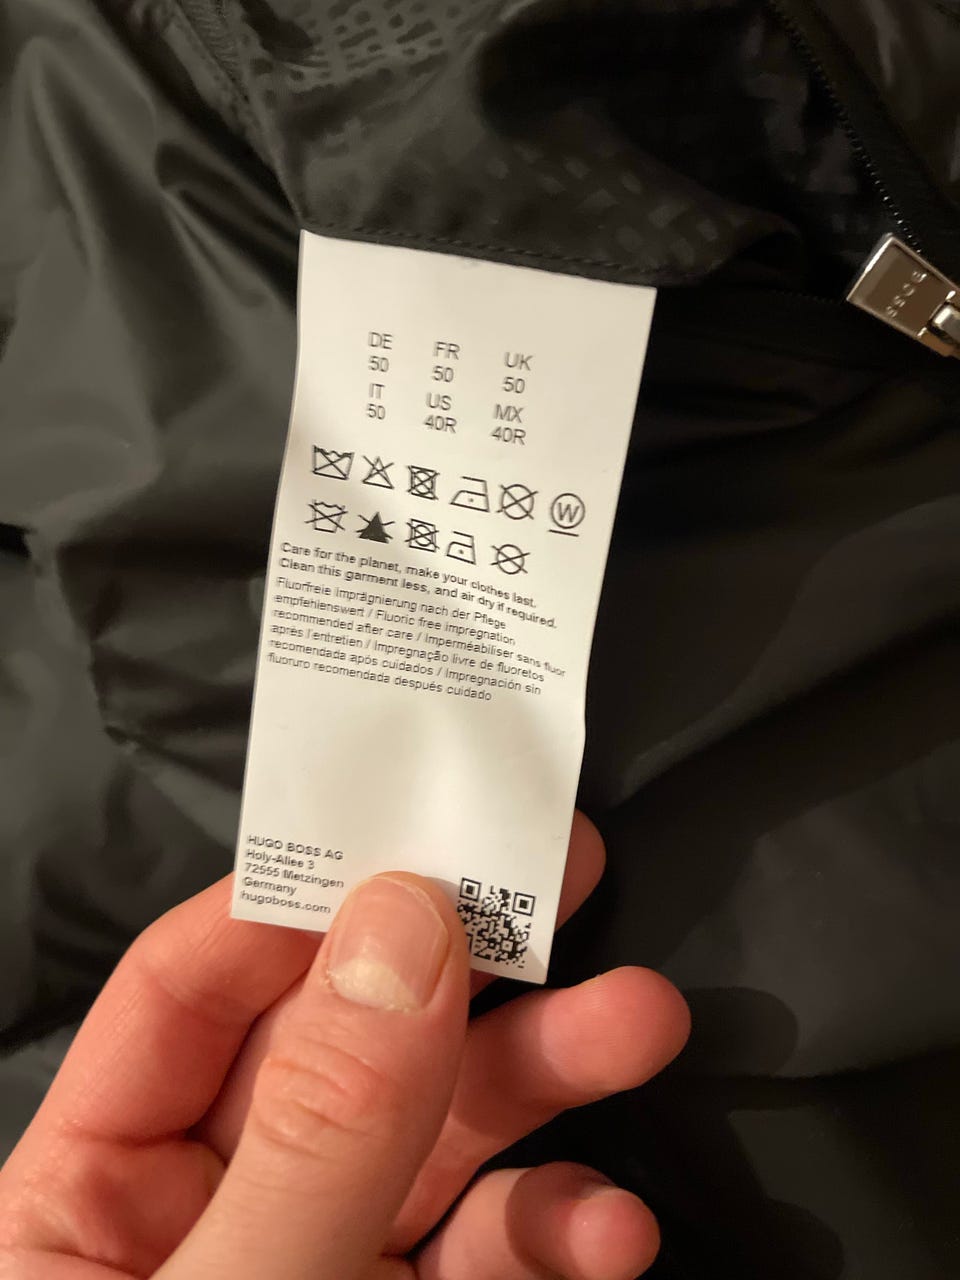 DE FR UK
50 50 50
IT US MX
50 40R 40R
W
Care for the planet, make your clothes last.
Clean this garment less, and air dry if required.
Fluorfreie Imprägnierung nach der Pflege
empfehlenswert / Fluoric free impregnation
recommended after care / Imperméabiliser sans fluor
après l'entretien / Impregnação livre de fluoretos
recomendada após cuidados / Impregnación sin
fluoruro recomendada después cuidado
HUGO BOSS AG
Holy-Allee 3
72555 Metzingen
Germany
hugoboss.com
BOSS